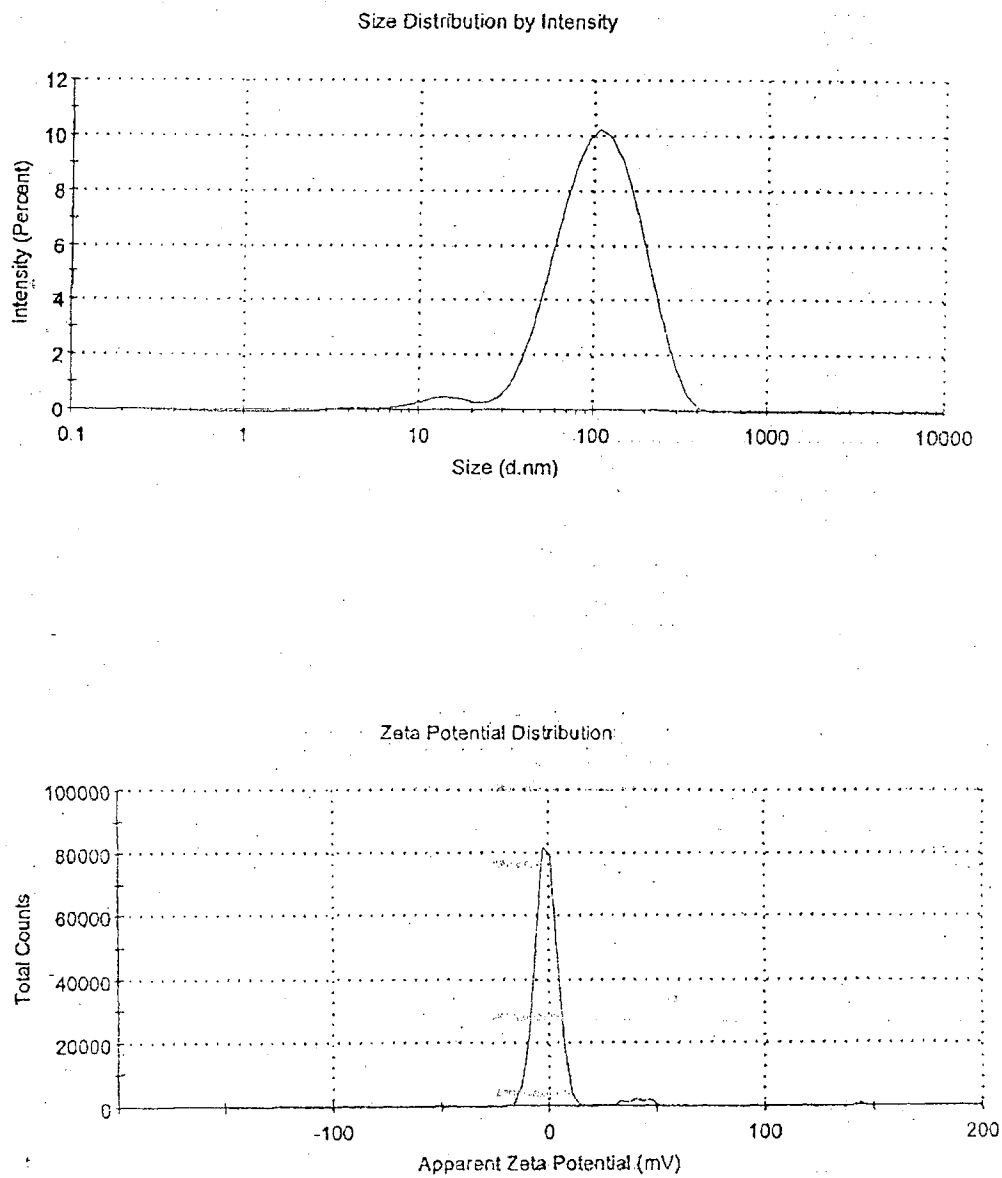 Size Distribution by Intensity
12
10
8
6
4
2
0
Intensity (Percent)
0.1 1 10 100 1000 10000
Size (d.nm)
Zeta Potential Distribution
100000
80000
60000
40000
20000
0
Total Counts
-100 0 100 200
Apparent Zeta Potential (mV)